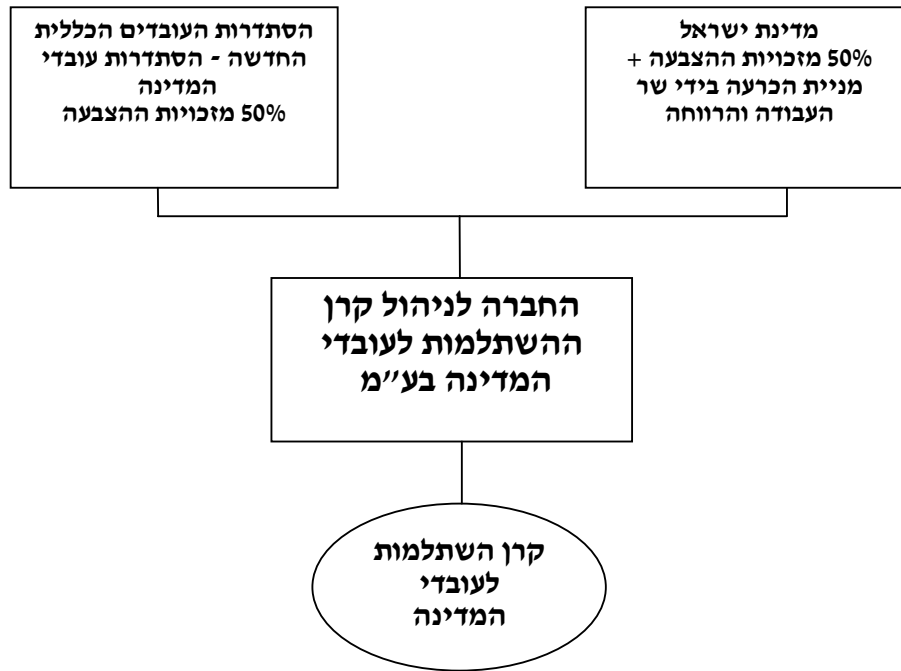 מדינת ישראל
50% מזכויות ההצבעה +
מניית הכרעה בידי שר
העבודה והרווחה
הסתדרות העובדים הכללית
החדשה - הסתדרות עובדי
המדינה
50% מזכויות ההצבעה
החברה לניהול קרן
ההשתלמות לעובדי
המדינה בע״מ
קרן השתלמות
לעובדי
המדינה